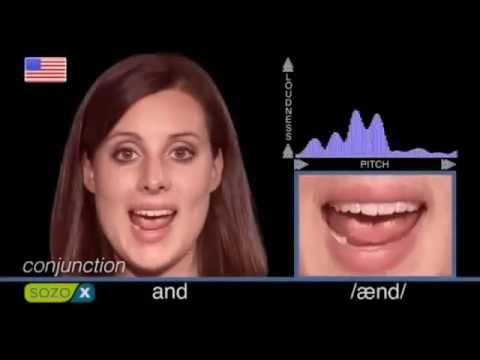 LOUDNESS
PITCH
conjunction
SOZO X
and
/ænd/